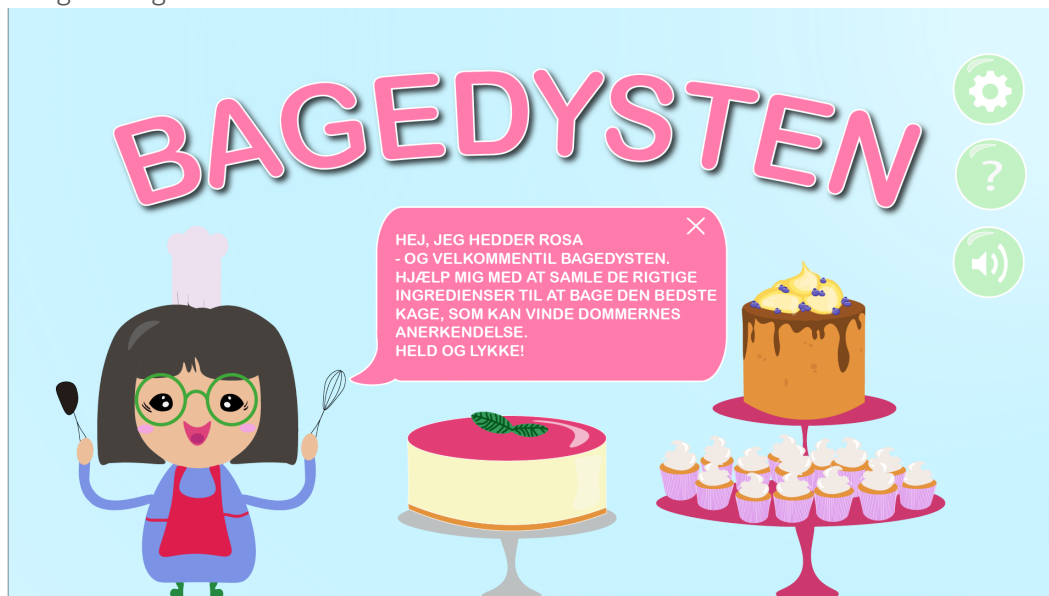 BAGEDYSTEN
HEJ, JEG HEDDER ROSA
- OG VELKOMMENTIL BAGEDYSTEN.
HJÆLP MIG MED AT SAMLE DE RIGTIGE
INGREDIENSER TIL AT BAGE DEN BEDSTE
KAGE, SOM KAN VINDE DOMMERNES
ANERKENDELSE.
HELD OG LYKKE!
?